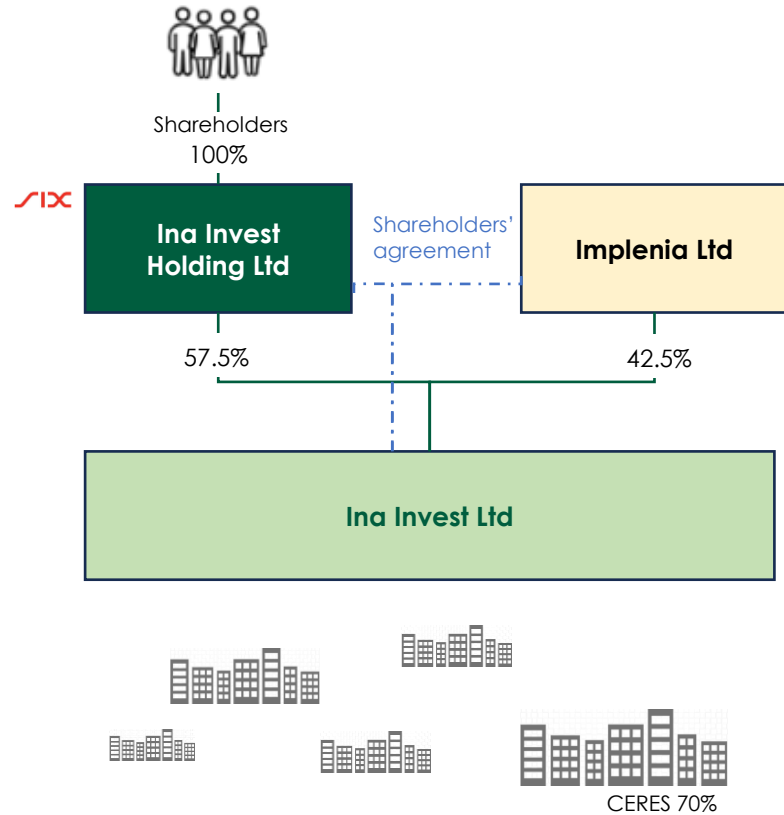 Shareholders
100%
SIX
Ina Invest
Holding Ltd
Shareholders'
agreement
Implenia Ltd
57.5%
42.5%
Ina Invest Ltd
CERES 70%